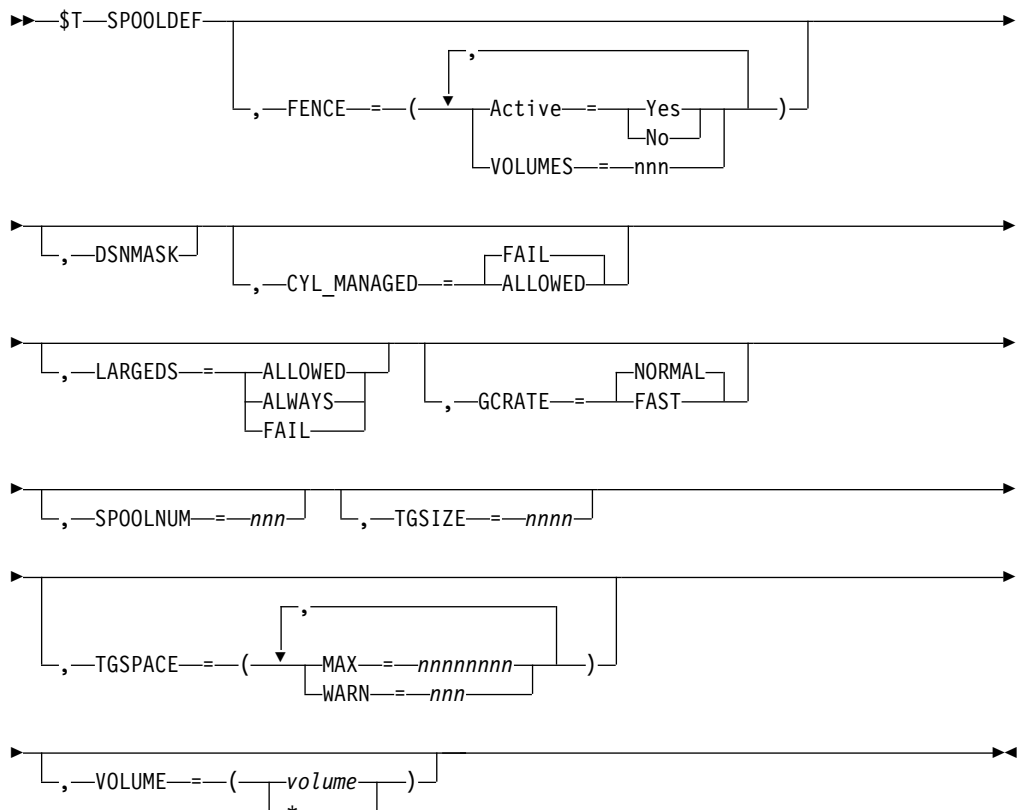 $T SPOOLDEF
,
, FENCE = ( Active = Yes )
No
VOLUMES = nnn
, DSNMASK
FAIL
, CYL_MANAGED = ALLOWED
, LARGEDS = ALLOWED
ALWAYS
FAIL
NORMAL
, GCRATE = FAST
, SPOOLNUM = nnn , TGSIZE = nnnn
,
, TGSPACE = ( MAX = nnnnnnnn )
WARN = nnn
, VOLUME = ( volume )
*